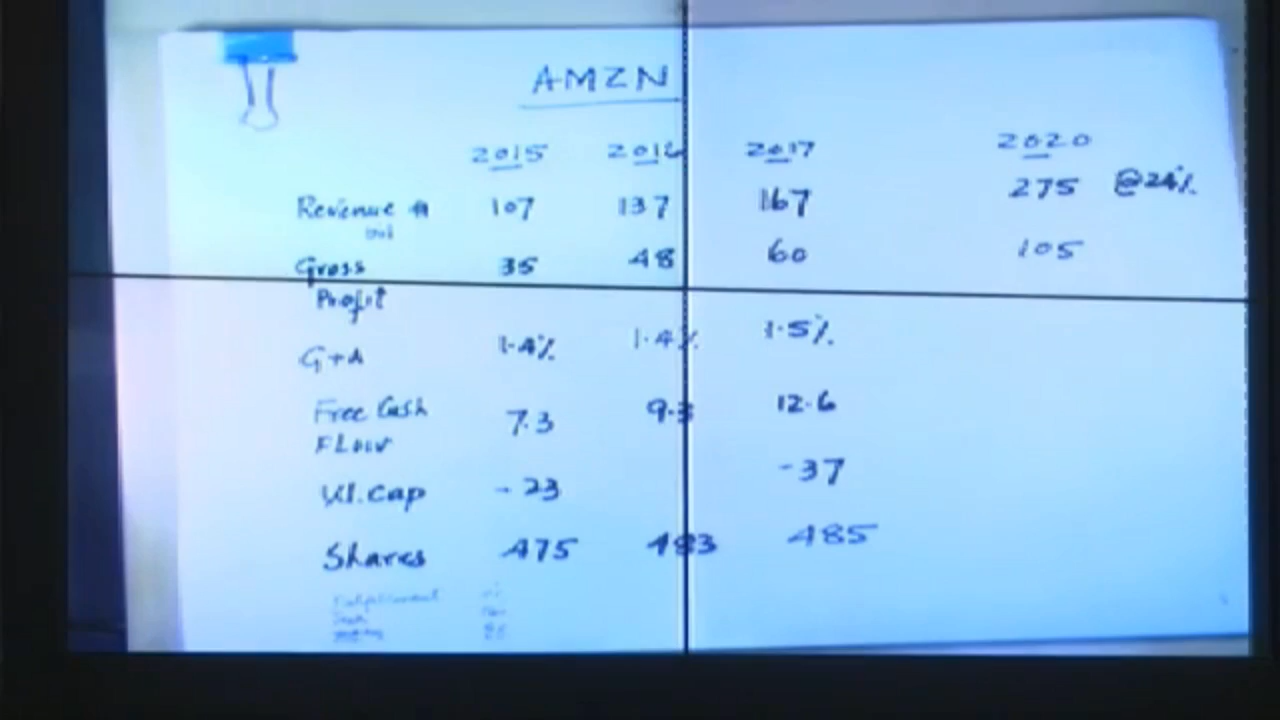 AMZN
2015 2016 2017 2020
Revenue 107 137 167 275 @24%
Gross 35 48 60 105
Profit
G+A 1.4% 1.4% 1.5%
Free Cash 7.3 9.3 12.6
Flow
W.Cap -23 -37
Shares 475 483 485